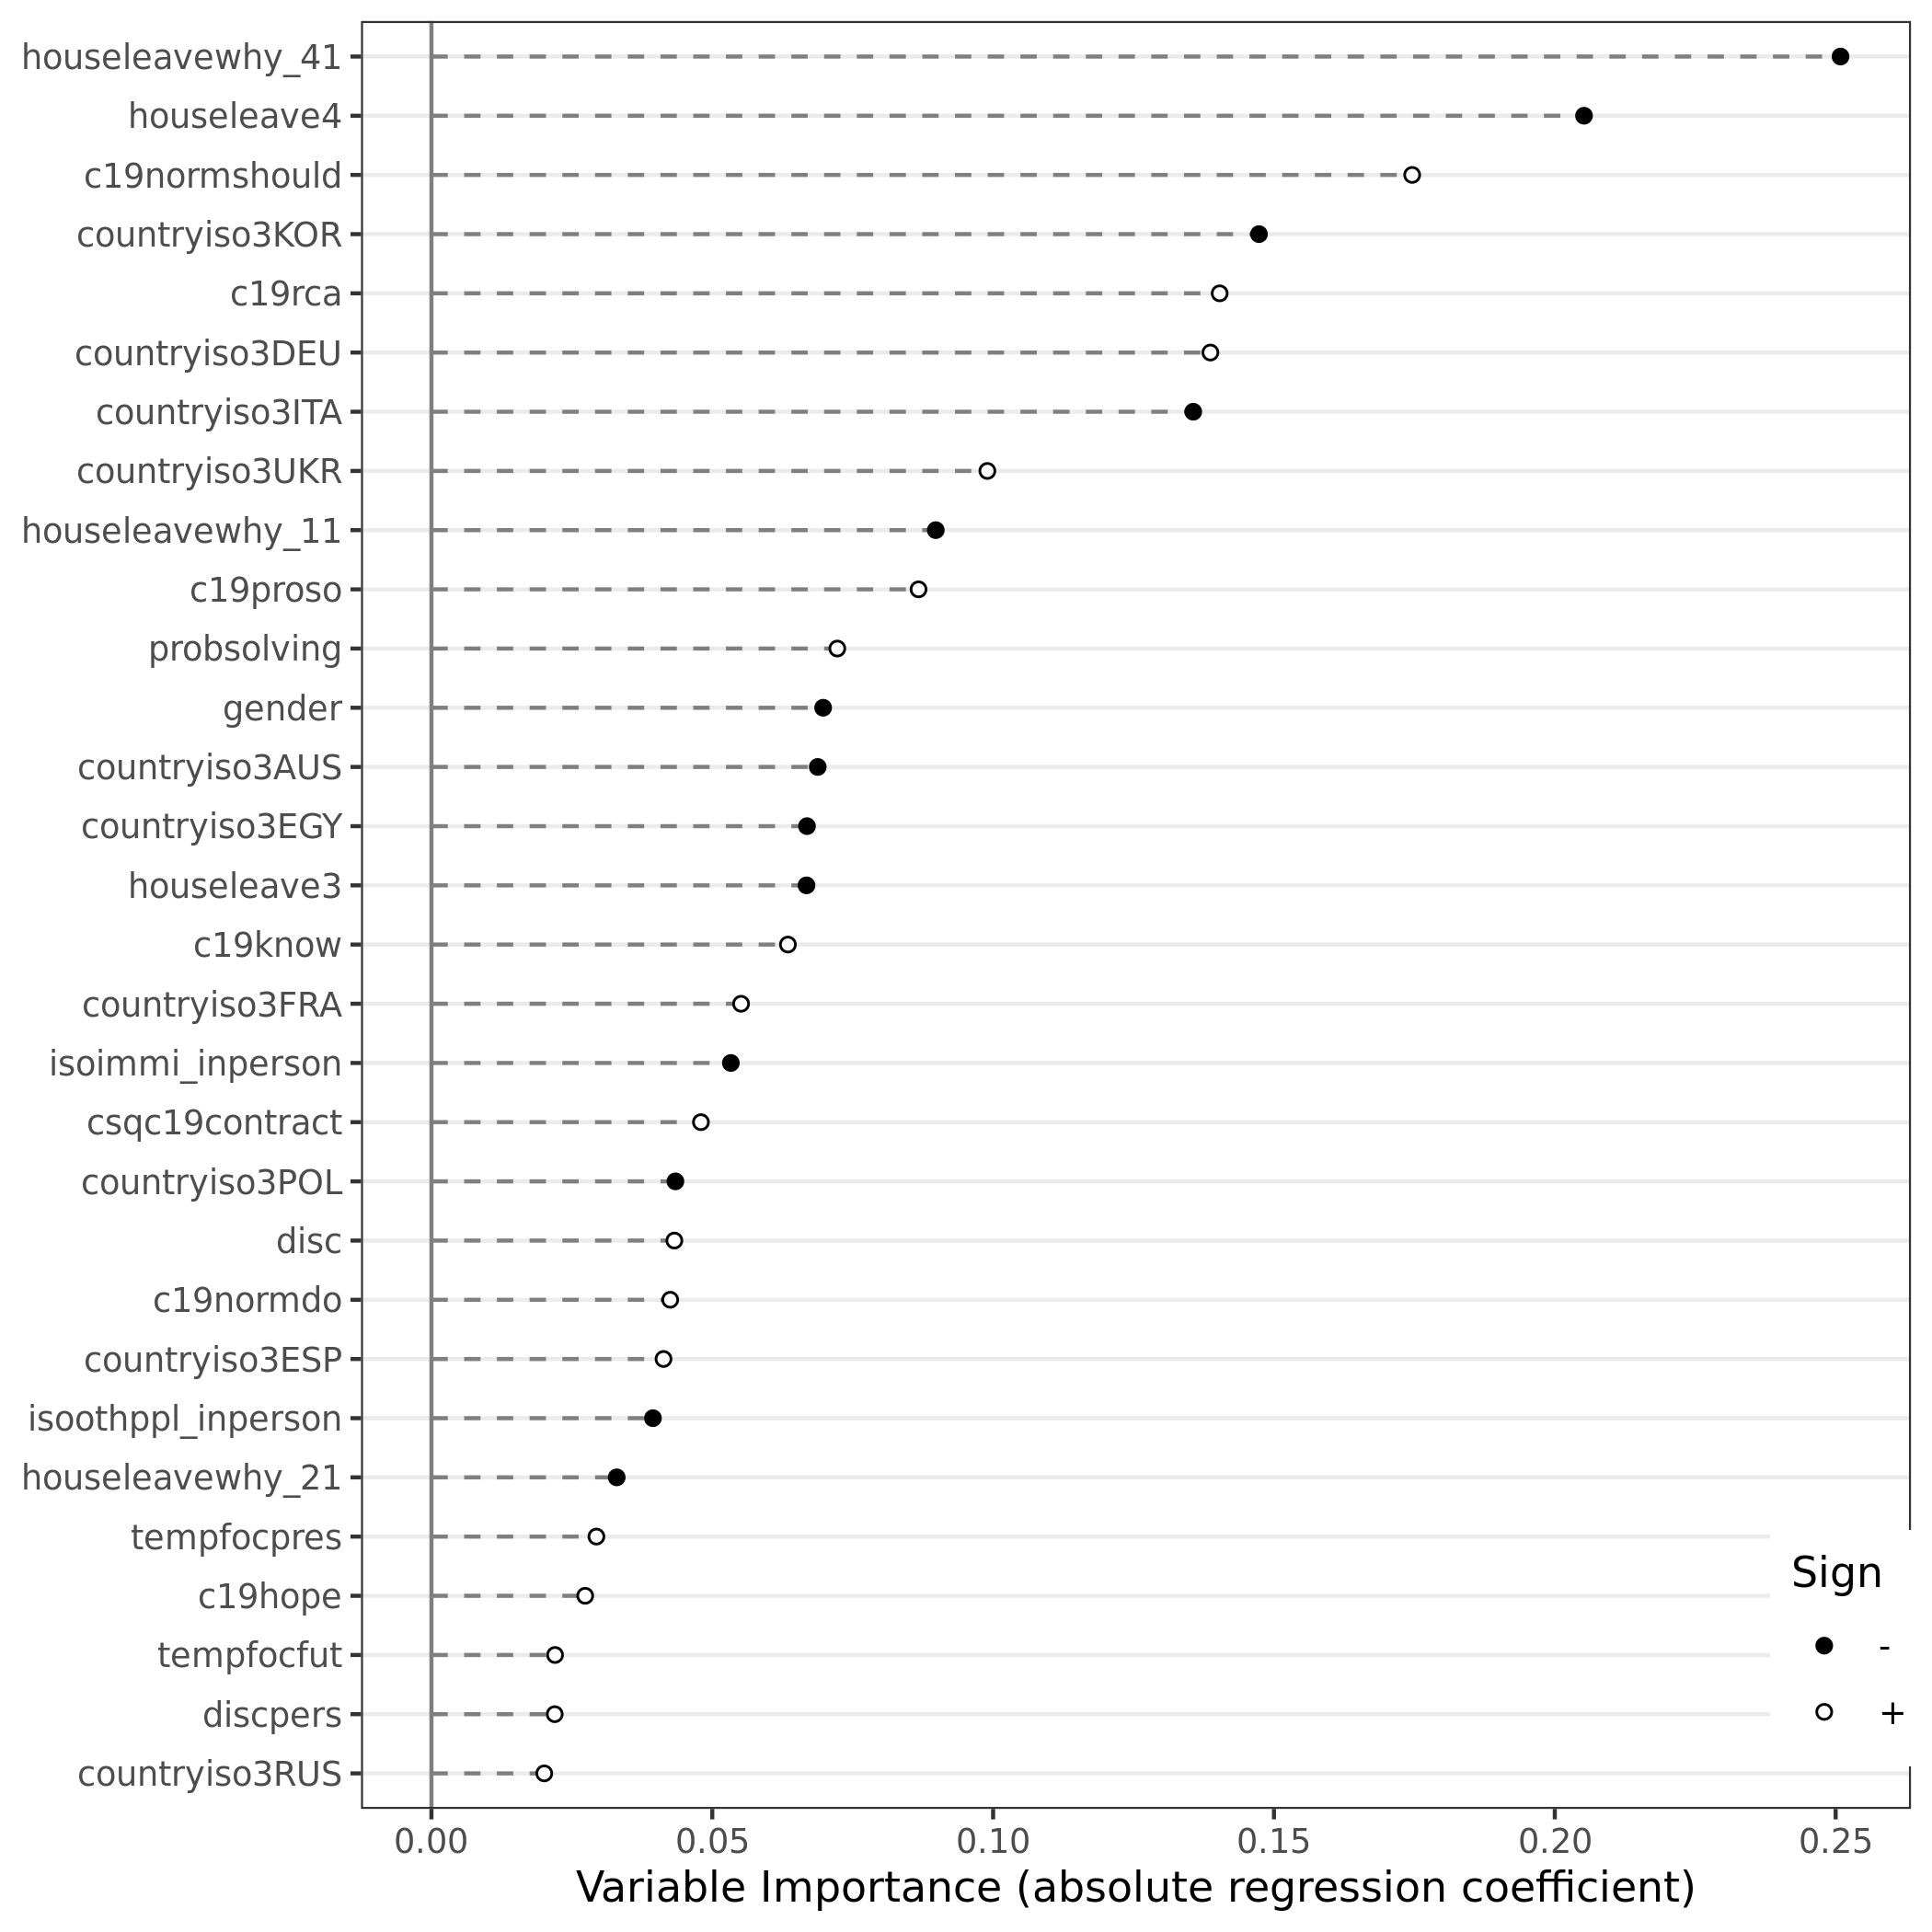 houseleavewhy_41
houseleave4
c19normshould
countryiso3KOR
c19rca
countryiso3DEU
countryiso3ITA
countryiso3UKR
houseleavewhy_11
c19proso
probsolving
gender
countryiso3AUS
countryiso3EGY
houseleave3
c19know
countryiso3FRA
isoimmi_inperson
csqc19contract
countryiso3POL
disc
c19normdo
countryiso3ESP
isoothppl_inperson
houseleavewhy_21
tempfocpres
c19hope
tempfocfut
discpers
countryiso3RUS
Sign
-
+
0.00 0.05 0.10 0.15 0.20 0.25
Variable Importance (absolute regression coefficient)